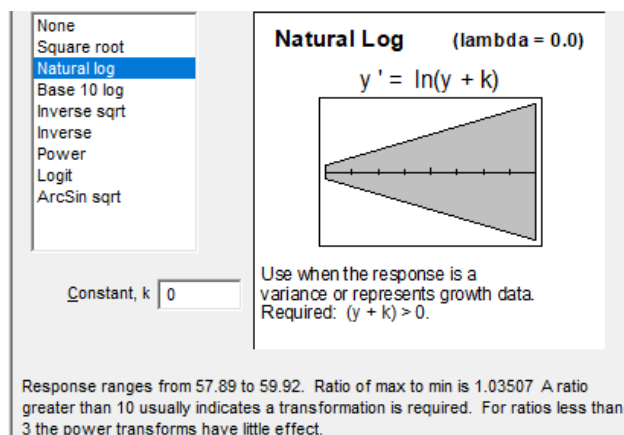 None
Square root
Natural log
Base 10 log
Inverse sqrt
Inverse
Power
Logit
ArcSin sqrt
Constant, k 0
Natural Log (lambda = 0.0)
y ' = ln(y + k)
Use when the response is a
variance or represents growth data.
Required: (y + k) > 0.
Response ranges from 57.89 to 59.92. Ratio of max to min is 1.03507 A ratio
greater than 10 usually indicates a transformation is required. For ratios less than
3 the power transforms have little effect.